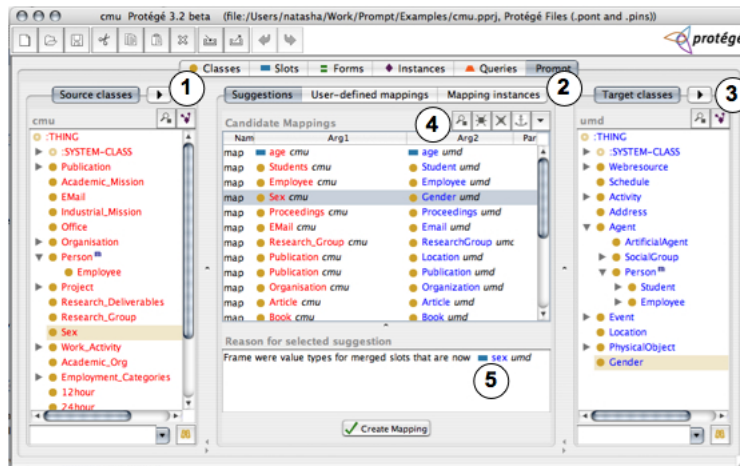 cmu Protégé 3.2 beta (file:/Users/natasha/Work/Prompt/Examples/cmu.pprj, Protégé Files (.pont and .pins))
protégé
Classes Slots Forms Instances Queries Prompt
Source classes 1
cmu
:THING
:SYSTEM-CLASS
Publication
Academic_Mission
EMail
Industrial_Mission
Office
Organisation
Person m
Employee
Project
Research_Deliverables
Research_Group
Sex
Work_Activity
Academic_Org
Employment_Categories
12hour
24hour
Suggestions User-defined mappings Mapping instances 2
Candidate Mappings 4
Nam Arg1 Arg2 Par
map age cmu age umd
map Students cmu Student umd
map Employee cmu Employee umd
map Sex cmu Gender umd
map Proceedings cmu Proceedings umd
map EMail cmu Email umd
map Research_Group cmu ResearchGroup umd
map Publication cmu Location umd
map Publication cmu Publication umd
map Organisation cmu Organization umd
map Article cmu Article umd
map Book cmu Book umd
Reason for selected suggestion
Frame were value types for merged slots that are now sex umd
5
Create Mapping
Target classes 3
umd
:THING
:SYSTEM-CLASS
Webresource
Schedule
Activity
Address
Agent
ArtificialAgent
SocialGroup
Person m
Student
Employee
Event
Location
PhysicalObject
Gender